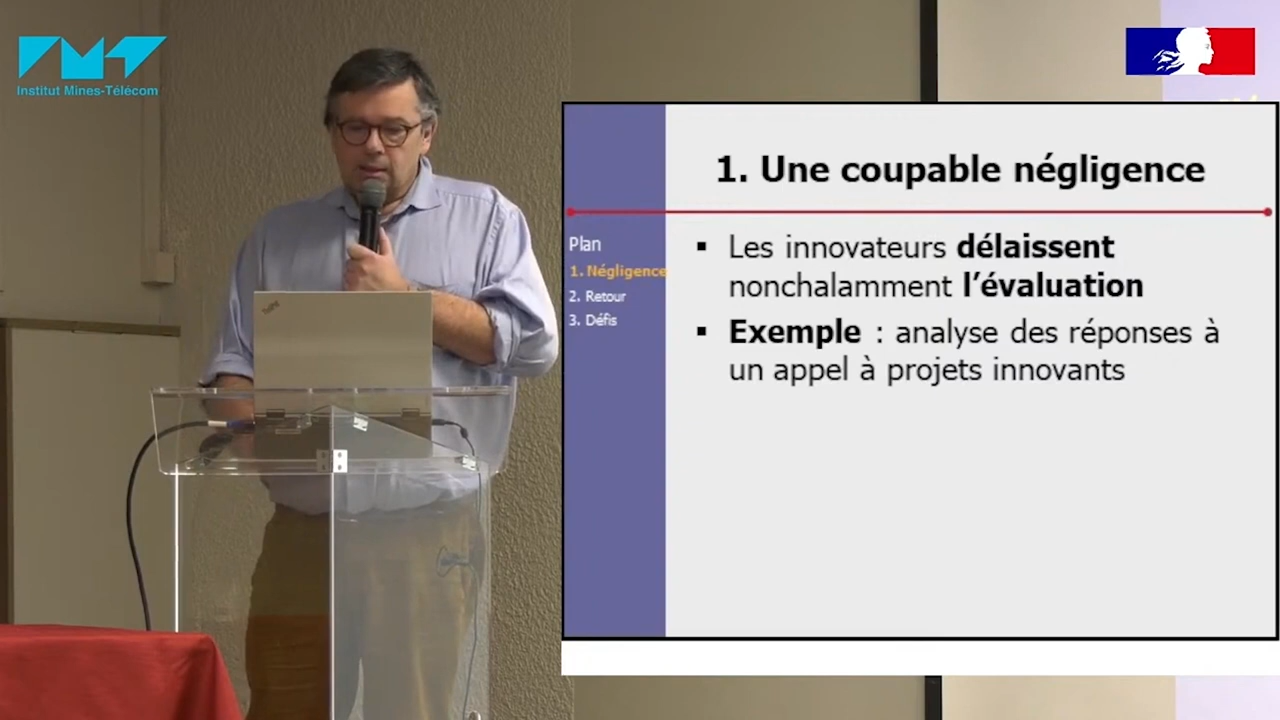 Institut Mines-Télécom
1. Une coupable négligence
Plan
1. Négligence
2. Retour
3. Défis
▪ Les innovateurs délaissent
nonchalamment l’évaluation
▪ Exemple : analyse des réponses à
un appel à projets innovants